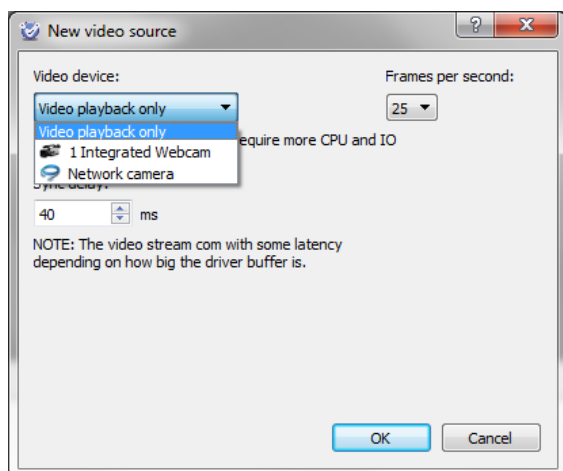 New video source
Video device:
Frames per second:
Video playback only
25
Video playback only
equire more CPU and IO
1 Integrated Webcam
Network camera
Sync delay:
40 ms
NOTE: The video stream com with some latency
depending on how big the driver buffer is.
OK
Cancel